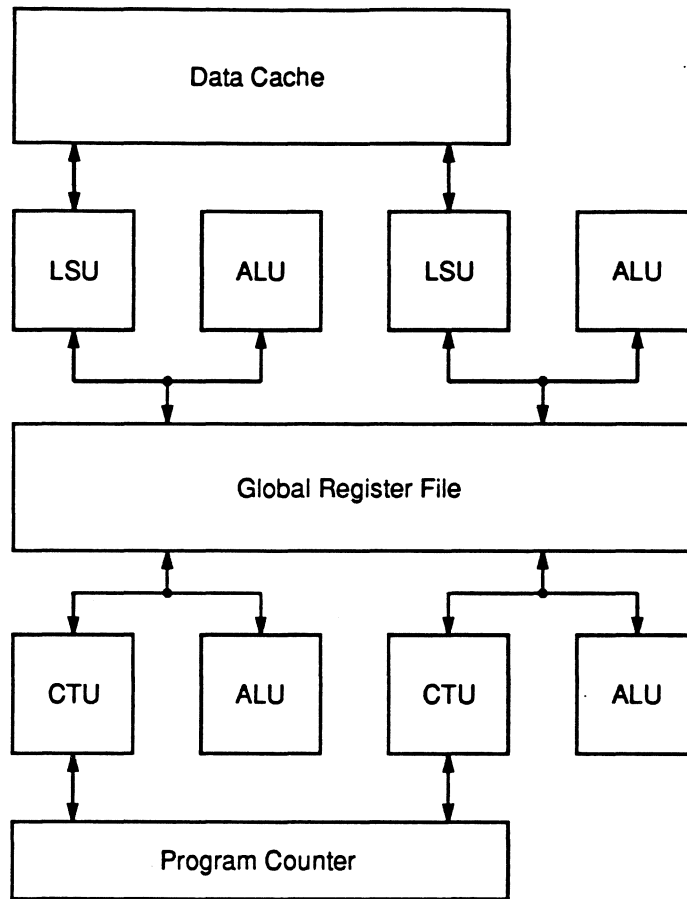 Data Cache
LSU
ALU
LSU
ALU
Global Register File
CTU
ALU
CTU
ALU
Program Counter